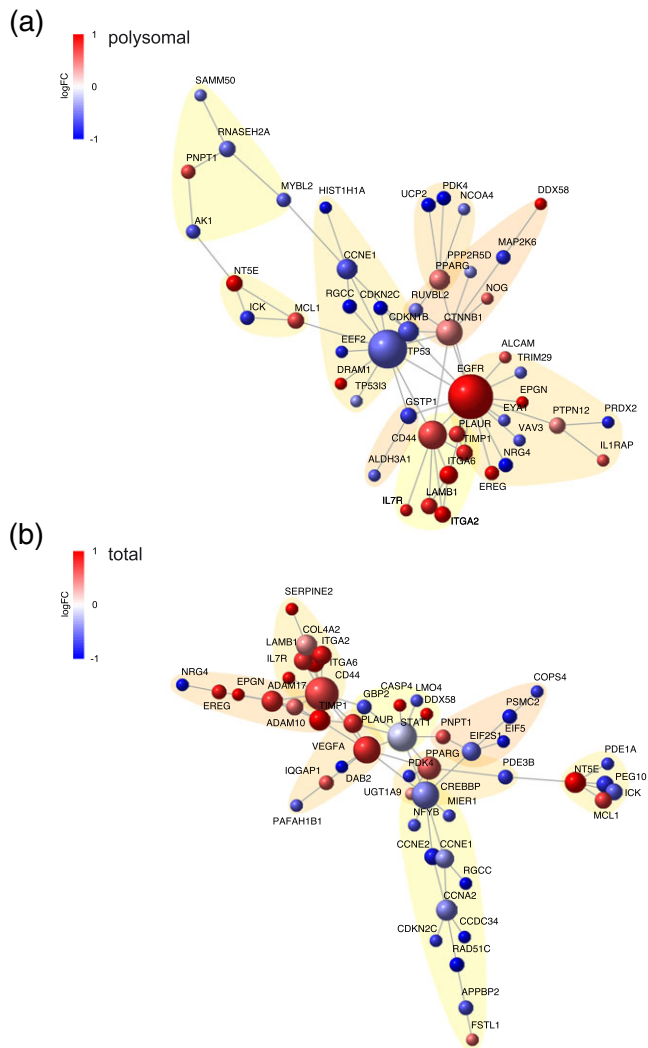 (a)
1
polysomal
logFC
0
-1
SAMM50
RNASEH2A
PNPT1
MYBL2
HIST1H1A
PDK4
UCP2
NCOA4
DDX58
AK1
CCNE1
MAP2K6
PPP2R5D
PPARG
NT5E
RGCC
CDKN2C
NOG
RUVBL2
ICK
MCL1
CDKN1B
CTNNB1
EEF2
TP53
ALCAM
DRAM1
EGFR
TRIM29
TP53I3
EPGN
GSTP1
EYA1
PTPN12
PRDX2
PLAUR
VAV3
CD44
TIMP1
IL1RAP
ALDH3A1
ITGA6
NRG4
EREG
IL7R
LAMB1
ITGA2
(b)
1
total
logFC
0
-1
SERPINE2
COL4A2
LAMB1
ITGA2
IL7R
ITGA6
NRG4
CD44
COPS4
EPGN
ADAM17
GBP2
CASP4
LMO4
DDX58
PSMC2
EREG
TIMP1
ADAM10
PLAUR
STAT1
PNPT1
EIF5
EIF2S1
VEGFA
PPARG
PDE1A
IQGAP1
DAB2
PDK4
PDE3B
NT5E
PEG10
UGT1A9
CREBBP
ICK
MIER1
MCL1
PAFAH1B1
NFYB
CCNE2
CCNE1
RGCC
CCNA2
CCDC34
CDKN2C
RAD51C
APPBP2
FSTL1